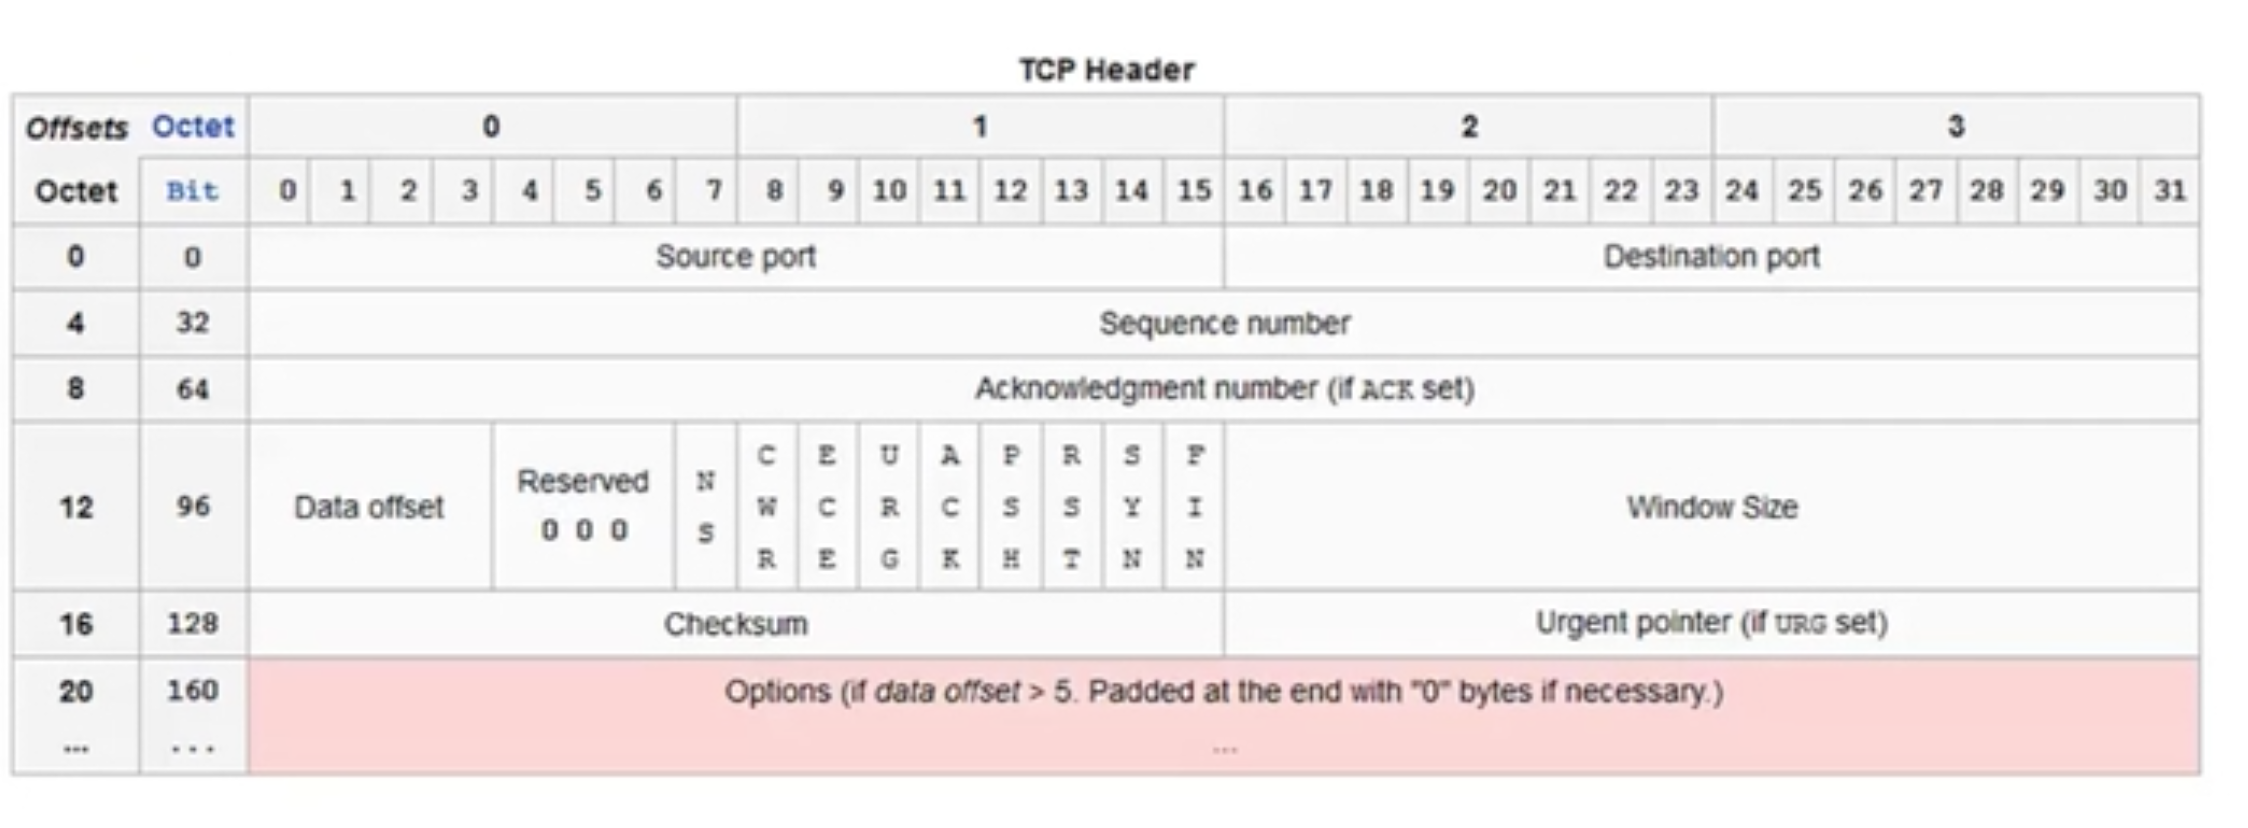 TCP Header
Offsets Octet 0 1 2 3
Octet Bit 0 1 2 3 4 5 6 7 8 9 10 11 12 13 14 15 16 17 18 19 20 21 22 23 24 25 26 27 28 29 30 31
0 0 Source port Destination port
4 32 Sequence number
8 64 Acknowledgment number (if ACK set)
12 96 Data offset Reserved 0 0 0 NS CWR ECE URG ACK PSH RST SYN FIN Window Size
16 128 Checksum Urgent pointer (if URG set)
20 160 Options (if data offset > 5. Padded at the end with "0" bytes if necessary.)
... ... ...